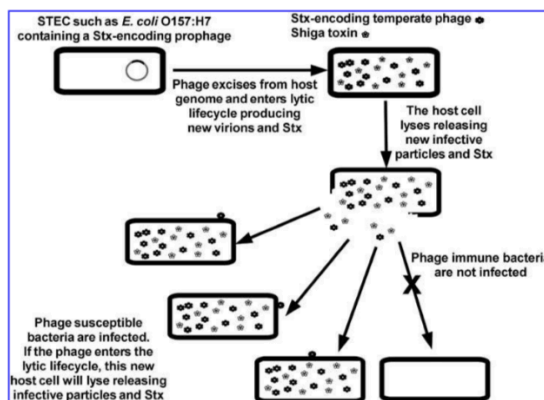 STEC such as E. coli O157:H7
containing a Stx-encoding prophage
Stx-encoding temperate phage
Shiga toxin
Phage excises from host
genome and enters lytic
lifecycle producing
new virions and Stx
The host cell
lyses releasing
new infective
particles and Stx
Phage immune bacteria
are not infected
X
Phage susceptible
bacteria are infected.
If the phage enters the
lytic lifecycle, this new
host cell will lyse releasing
infective particles and Stx